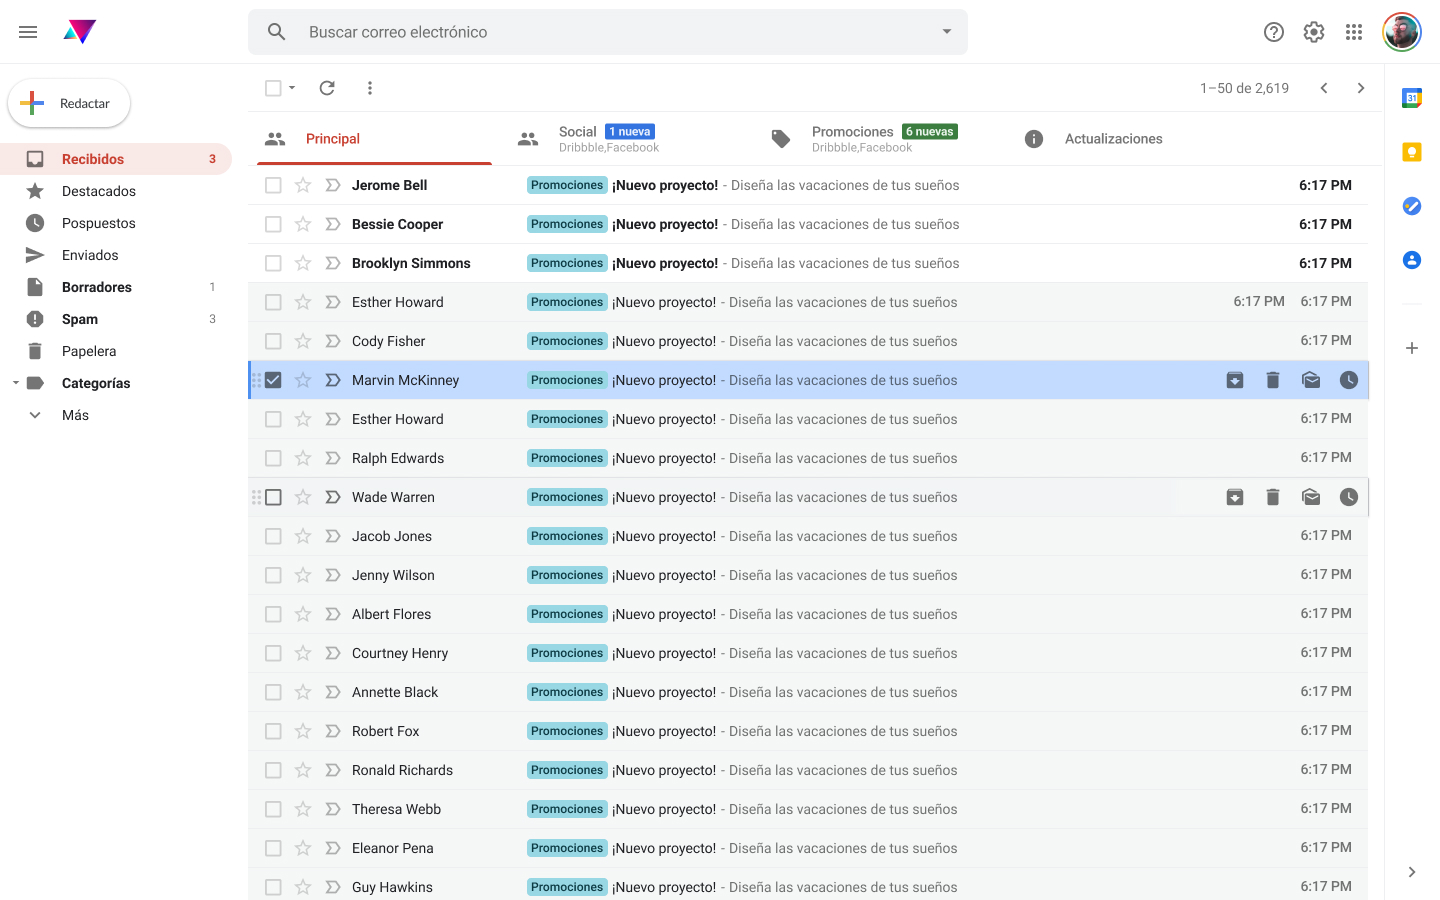 Buscar correo electrónico
Redactar
Recibidos 3
Destacados
Pospuestos
Enviados
Borradores 1
Spam 3
Papelera
Categorías
Más
1–50 de 2,619
Principal
Social 1 nueva
Dribbble,Facebook
Promociones 6 nuevas
Dribbble,Facebook
Actualizaciones
Jerome Bell Promociones ¡Nuevo proyecto! - Diseña las vacaciones de tus sueños 6:17 PM
Bessie Cooper Promociones ¡Nuevo proyecto! - Diseña las vacaciones de tus sueños 6:17 PM
Brooklyn Simmons Promociones ¡Nuevo proyecto! - Diseña las vacaciones de tus sueños 6:17 PM
Esther Howard Promociones ¡Nuevo proyecto! - Diseña las vacaciones de tus sueños 6:17 PM 6:17 PM
Cody Fisher Promociones ¡Nuevo proyecto! - Diseña las vacaciones de tus sueños 6:17 PM
Marvin McKinney Promociones ¡Nuevo proyecto! - Diseña las vacaciones de tus sueños
Esther Howard Promociones ¡Nuevo proyecto! - Diseña las vacaciones de tus sueños 6:17 PM
Ralph Edwards Promociones ¡Nuevo proyecto! - Diseña las vacaciones de tus sueños 6:17 PM
Wade Warren Promociones ¡Nuevo proyecto! - Diseña las vacaciones de tus sueños
Jacob Jones Promociones ¡Nuevo proyecto! - Diseña las vacaciones de tus sueños 6:17 PM
Jenny Wilson Promociones ¡Nuevo proyecto! - Diseña las vacaciones de tus sueños 6:17 PM
Albert Flores Promociones ¡Nuevo proyecto! - Diseña las vacaciones de tus sueños 6:17 PM
Courtney Henry Promociones ¡Nuevo proyecto! - Diseña las vacaciones de tus sueños 6:17 PM
Annette Black Promociones ¡Nuevo proyecto! - Diseña las vacaciones de tus sueños 6:17 PM
Robert Fox Promociones ¡Nuevo proyecto! - Diseña las vacaciones de tus sueños 6:17 PM
Ronald Richards Promociones ¡Nuevo proyecto! - Diseña las vacaciones de tus sueños 6:17 PM
Theresa Webb Promociones ¡Nuevo proyecto! - Diseña las vacaciones de tus sueños 6:17 PM
Eleanor Pena Promociones ¡Nuevo proyecto! - Diseña las vacaciones de tus sueños 6:17 PM
Guy Hawkins Promociones ¡Nuevo proyecto! - Diseña las vacaciones de tus sueños 6:17 PM
31